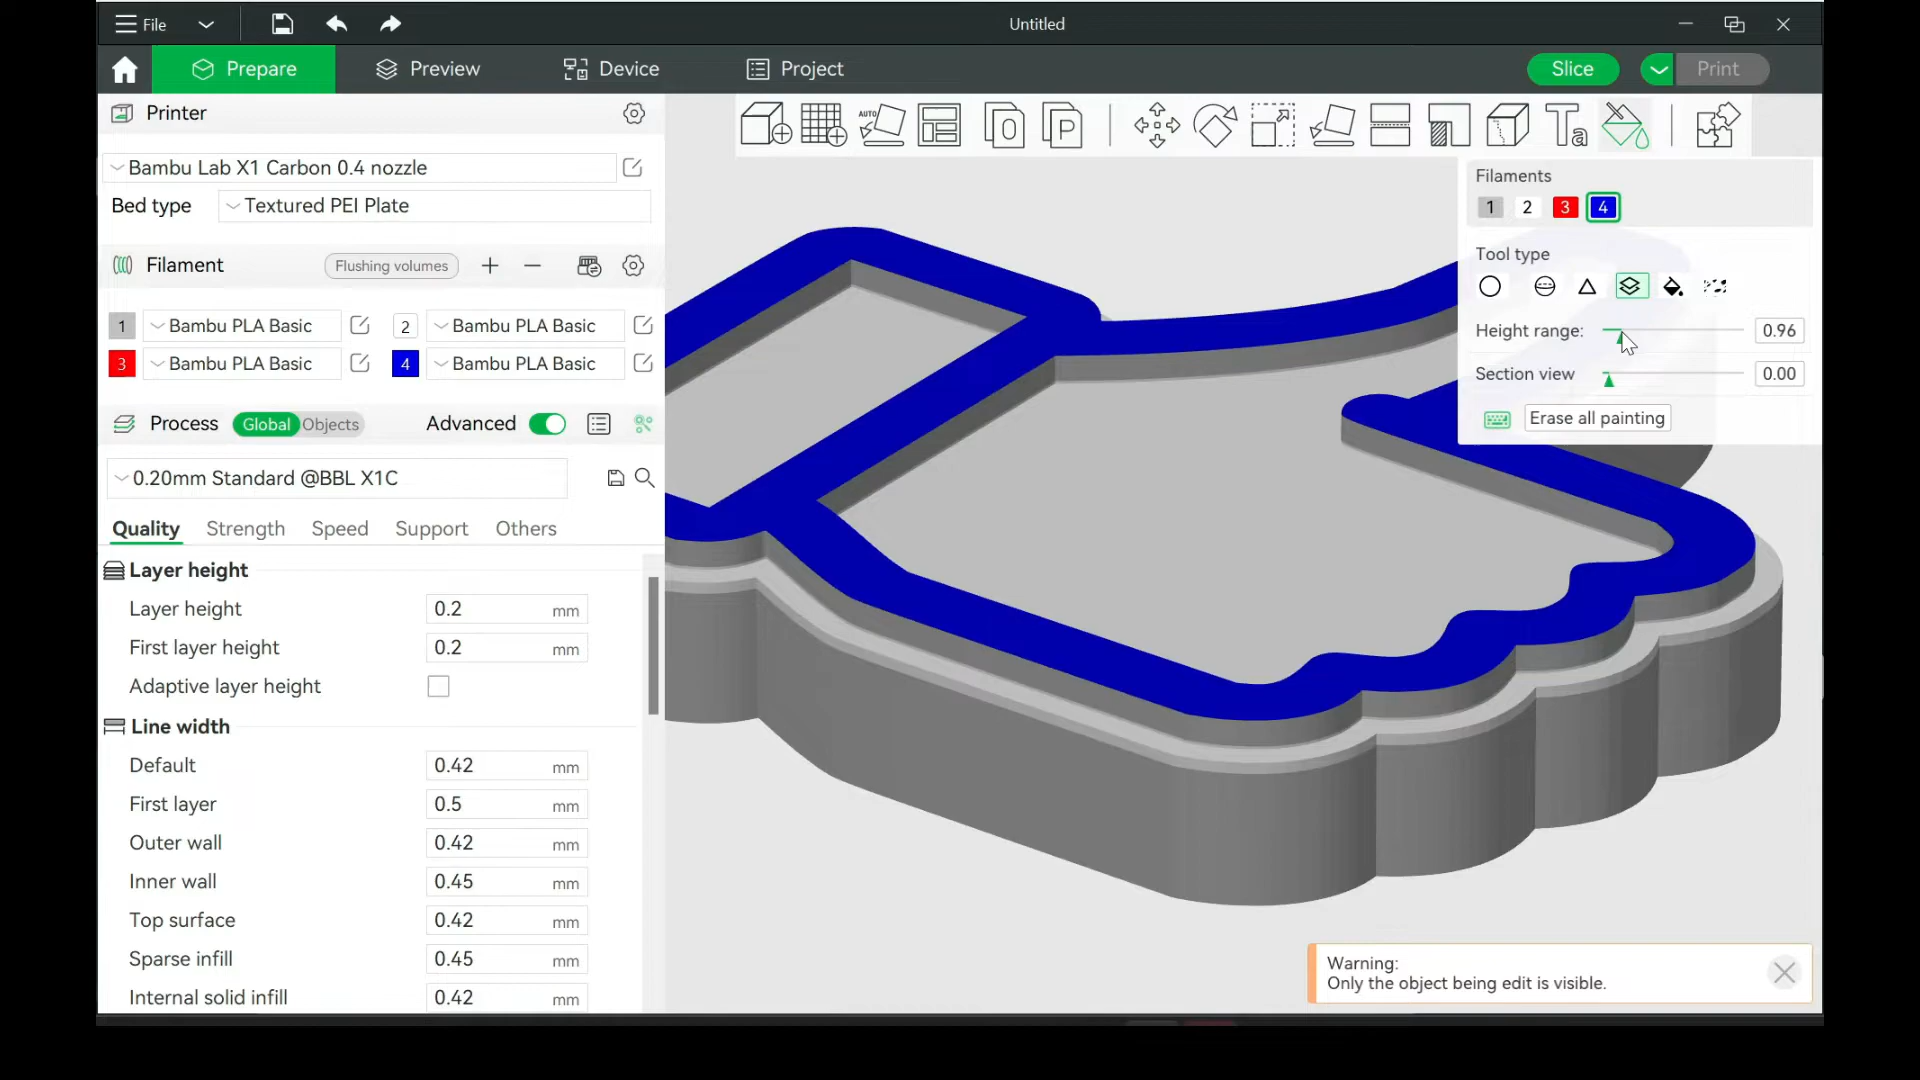 File
Untitled
Prepare
Preview
Device
Project
Slice
Print
Printer
Bambu Lab X1 Carbon 0.4 nozzle
Bed type
Textured PEI Plate
Filament
Flushing volumes
1 Bambu PLA Basic
2 Bambu PLA Basic
3 Bambu PLA Basic
4 Bambu PLA Basic
Process
Global
Objects
Advanced
0.20mm Standard @BBL X1C
Quality
Strength
Speed
Support
Others
Layer height
Layer height 0.2 mm
First layer height 0.2 mm
Adaptive layer height
Line width
Default 0.42 mm
First layer 0.5 mm
Outer wall 0.42 mm
Inner wall 0.45 mm
Top surface 0.42 mm
Sparse infill 0.45 mm
Internal solid infill 0.42 mm
AUTO
O
P
Ta
Filaments
1 2 3 4
Tool type
Height range: 0.96
Section view 0.00
Erase all painting
Warning:
Only the object being edit is visible.